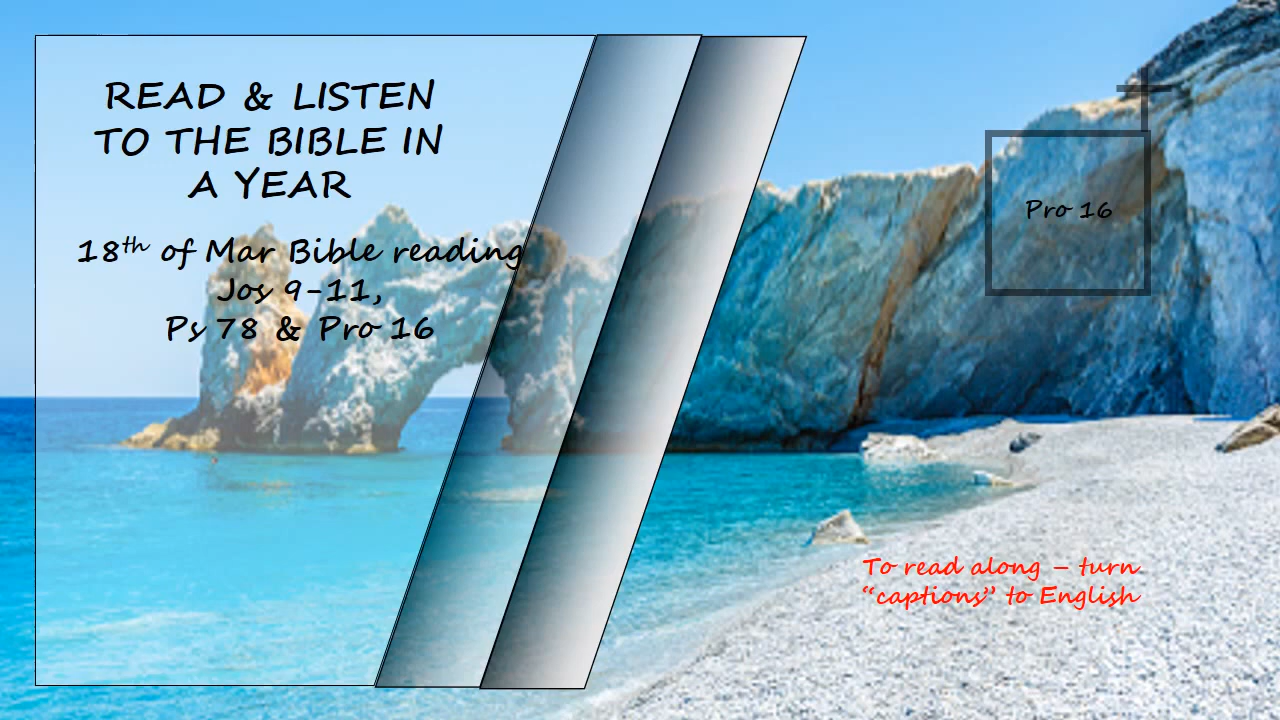 READ & LISTEN
TO THE BIBLE IN
A YEAR
18th of Mar Bible reading
Jos 9-11,
Ps 78 & Pro 16
Pro 16
To read along – turn
“captions” to English